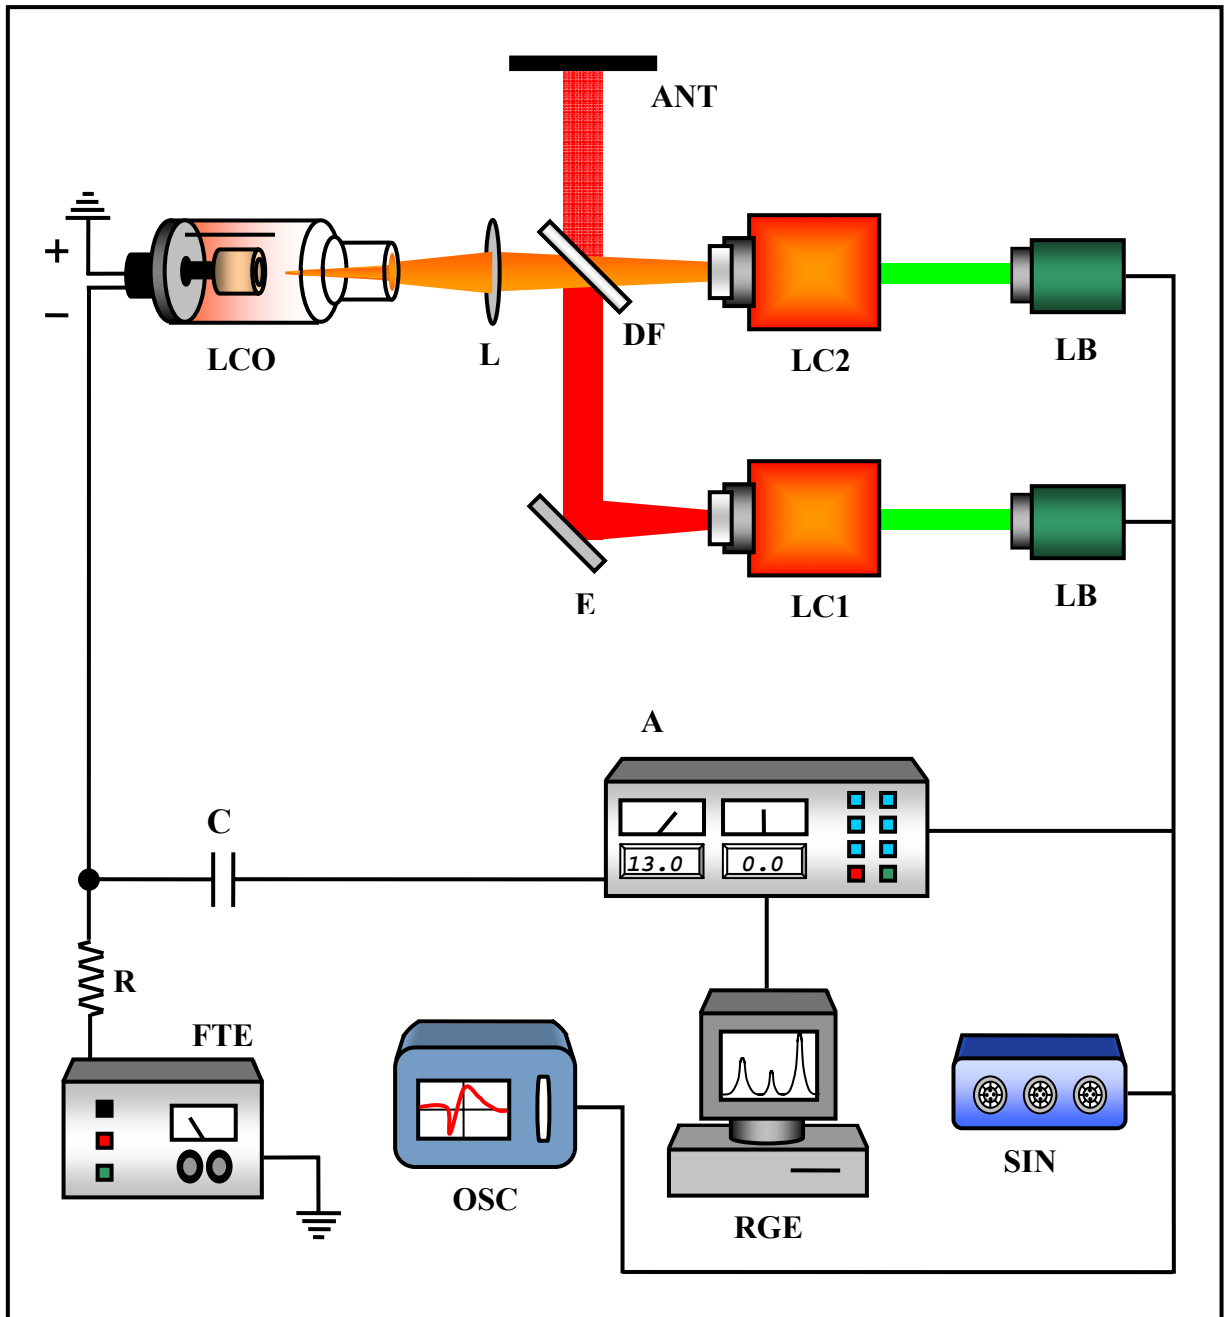 ANT
+
−
LCO
L
DF
LC2
LB
E
LC1
LB
A
13.0
0.0
C
R
FTE
OSC
RGE
SIN